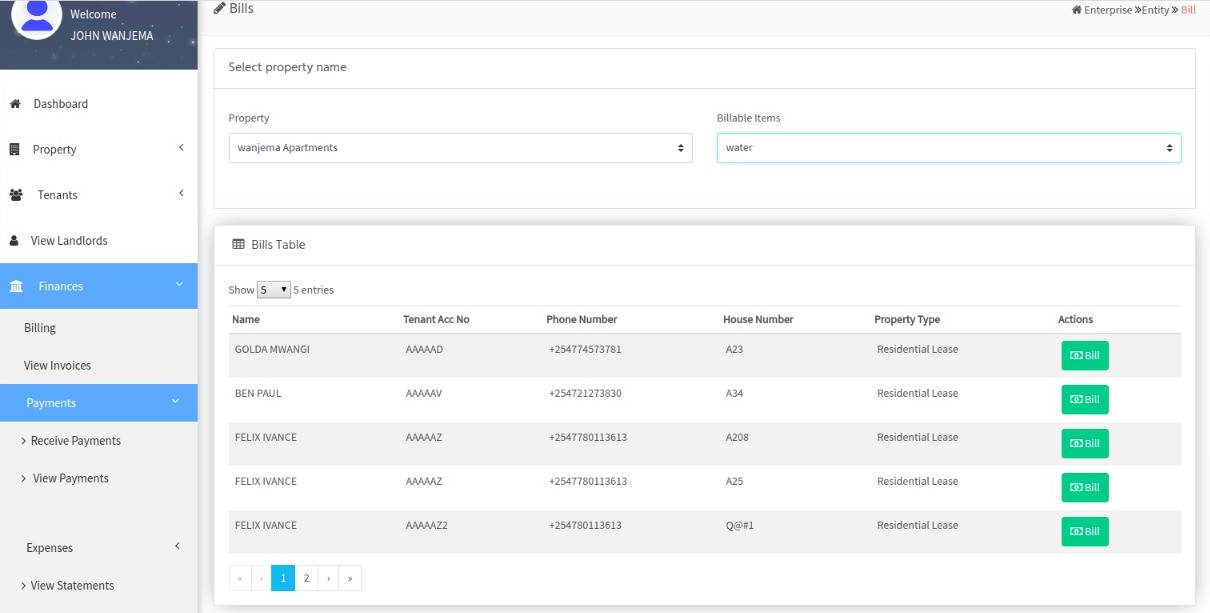 Welcome
JOHN WANJEMA
Dashboard
Property
Tenants
View Landlords
Finances
Billing
View Invoices
Payments
> Receive Payments
> View Payments
Expenses
> View Statements
Bills
Enterprise » Entity » Bill
Select property name
Property
Billable Items
wanjema Apartments
water
Bills Table
Show 5 5 entries
Name Tenant Acc No Phone Number House Number Property Type Actions
GOLDA MWANGI AAAAAD +254774573781 A23 Residential Lease Bill
BEN PAUL AAAAAV +254721273830 A34 Residential Lease Bill
FELIX IVANCE AAAAAZ +2547780113613 A208 Residential Lease Bill
FELIX IVANCE AAAAAZ +2547780113613 A25 Residential Lease Bill
FELIX IVANCE AAAAAZ2 +254780113613 Q@#1 Residential Lease Bill
« ‹ 1 2 › »